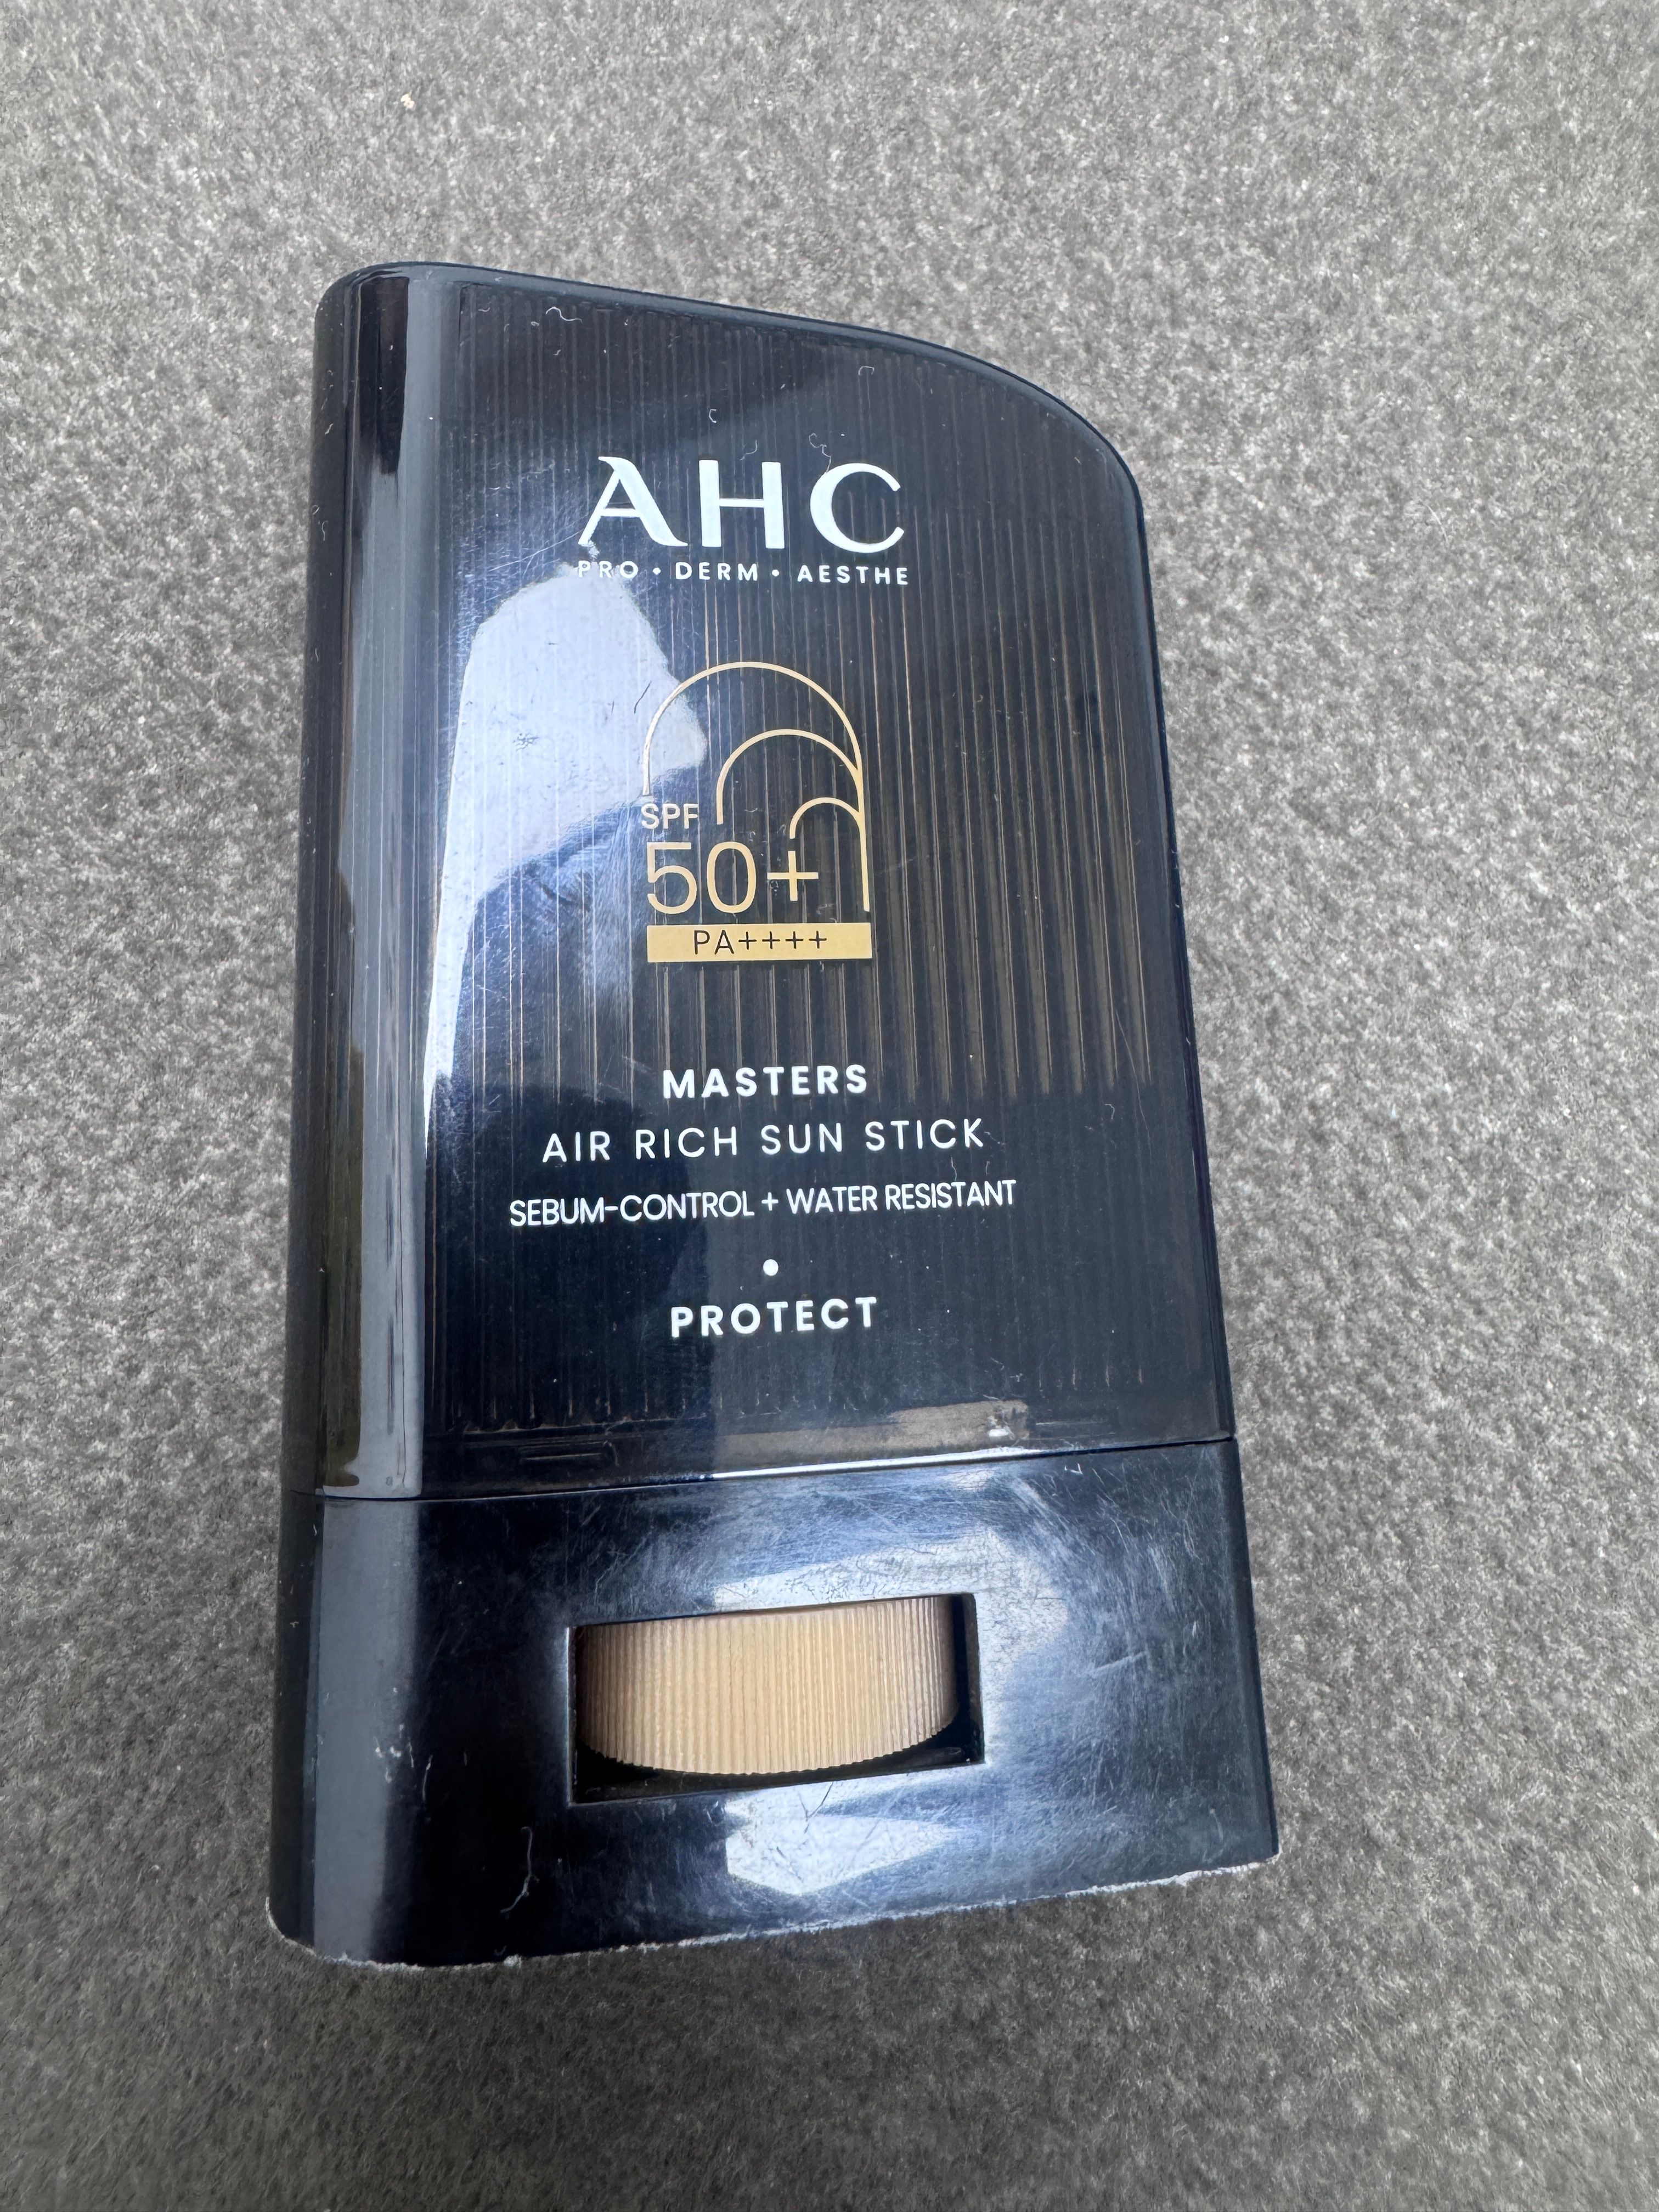 AHC
PRO • DERM • AESTHE
SPF
50+
PA++++
MASTERS
AIR RICH SUN STICK
SEBUM-CONTROL + WATER RESISTANT
•
PROTECT